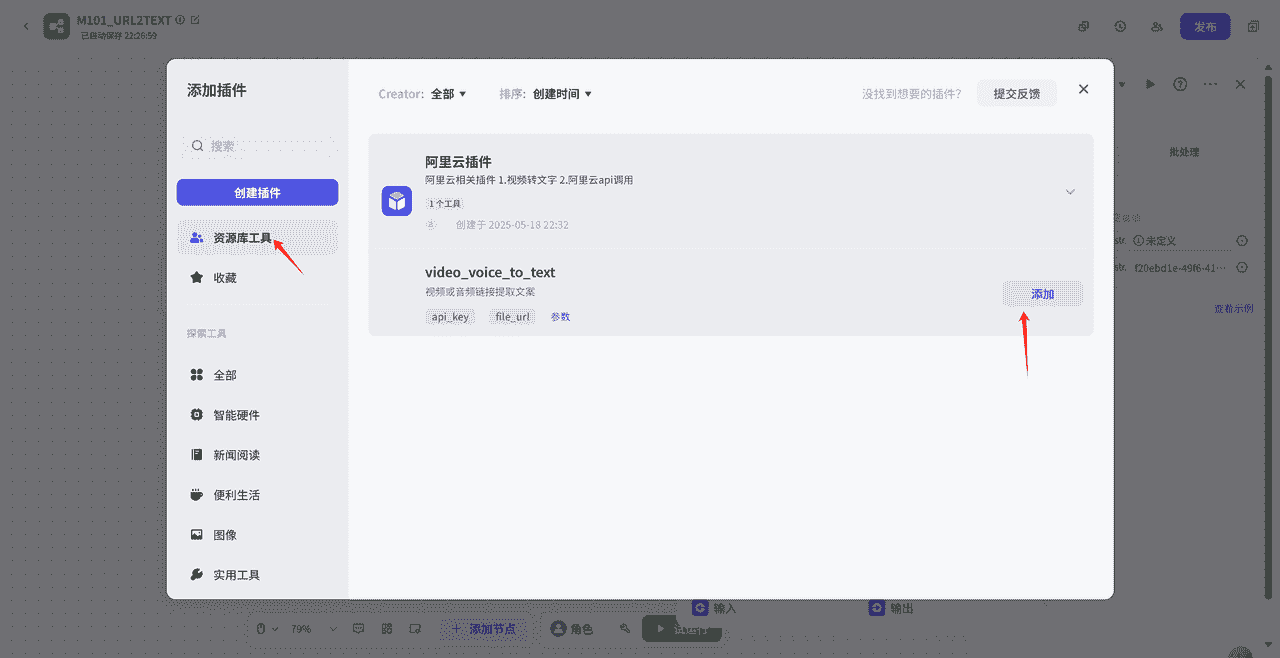 M101_URL2TEXT
已自动保存 22:26:59
发布
添加插件
搜索
创建插件
资源库工具
收藏
探索工具
全部
智能硬件
新闻阅读
便利生活
图像
实用工具
Creator: 全部
排序: 创建时间
没找到想要的插件？
提交反馈
阿里云插件
阿里云相关插件 1.视频转文字 2.阿里云api调用
1个工具
创建于 2025-05-18 22:32
video_voice_to_text
视频或音频链接提取文案
api_key file_url 参数
添加
批处理
str. 未定义
str. f20ebd1e-49f6-41···
查看示例
输入
输出
79%
添加节点
角色
试运行